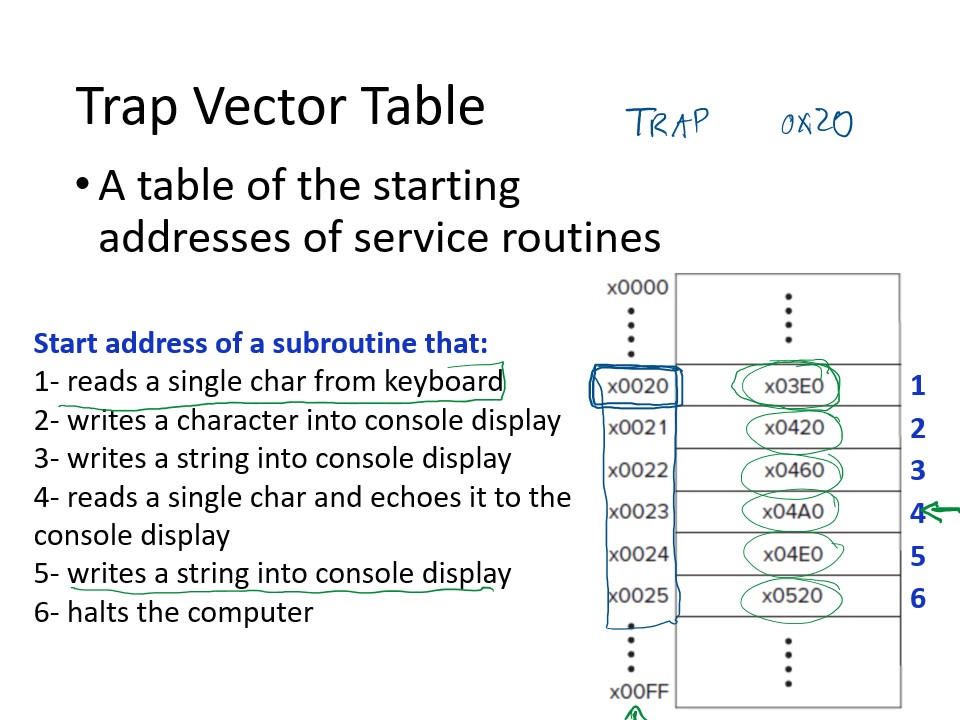 Trap Vector Table
TRAP 0x20
• A table of the starting
addresses of service routines
Start address of a subroutine that:
1- reads a single char from keyboard
2- writes a character into console display
3- writes a string into console display
4- reads a single char and echoes it to the
console display
5- writes a string into console display
6- halts the computer
x0000
x0020 x03E0 1
x0021 x0420 2
x0022 x0460 3
x0023 x04A0 4
x0024 x04E0 5
x0025 x0520 6
x00FF